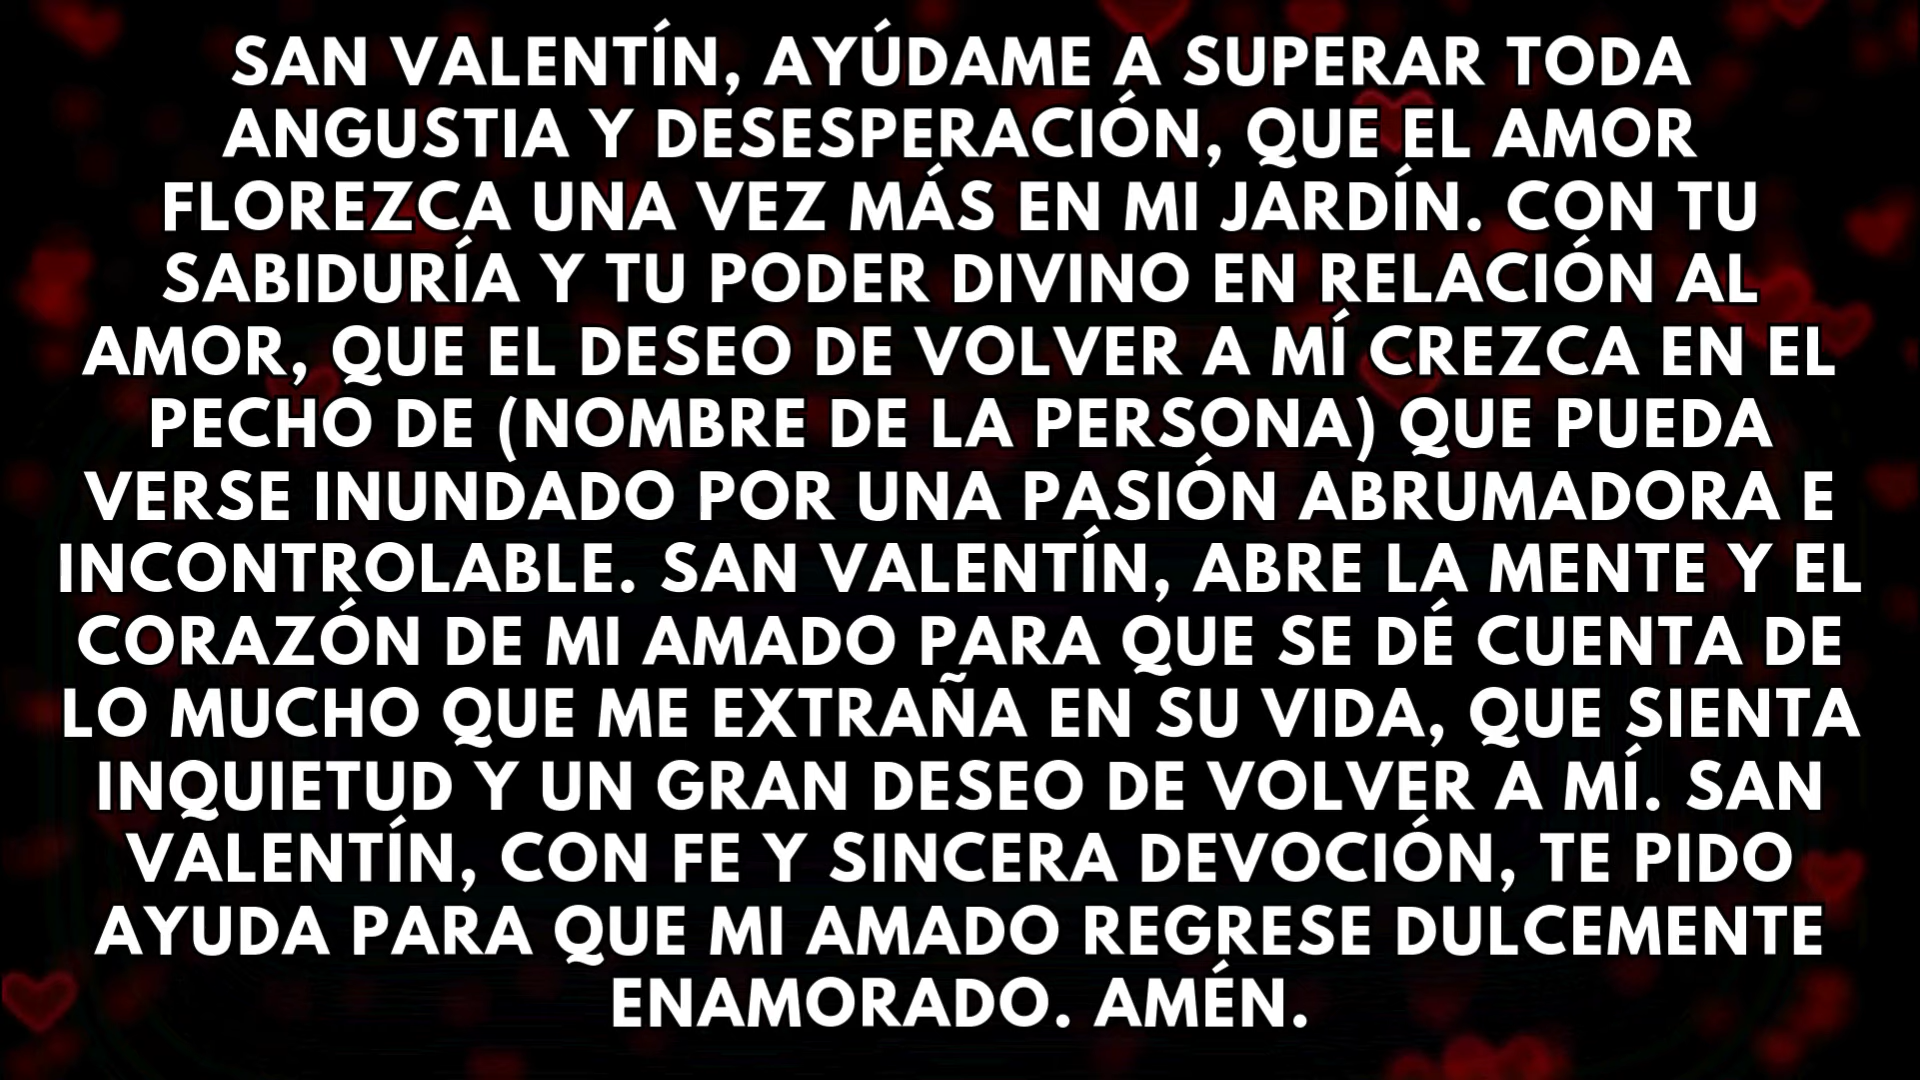 SAN VALENTÍN, AYÚDAME A SUPERAR TODA
ANGUSTIA Y DESESPERACIÓN, QUE EL AMOR
FLOREZCA UNA VEZ MÁS EN MI JARDÍN. CON TU
SABIDURÍA Y TU PODER DIVINO EN RELACIÓN AL
AMOR, QUE EL DESEO DE VOLVER A MÍ CREZCA EN EL
PECHO DE (NOMBRE DE LA PERSONA) QUE PUEDA
VERSE INUNDADO POR UNA PASIÓN ABRUMADORA E
INCONTROLABLE. SAN VALENTÍN, ABRE LA MENTE Y EL
CORAZÓN DE MI AMADO PARA QUE SE DÉ CUENTA DE
LO MUCHO QUE ME EXTRAÑA EN SU VIDA, QUE SIENTA
INQUIETUD Y UN GRAN DESEO DE VOLVER A MÍ. SAN
VALENTÍN, CON FE Y SINCERA DEVOCIÓN, TE PIDO
AYUDA PARA QUE MI AMADO REGRESE DULCEMENTE
ENAMORADO. AMÉN.